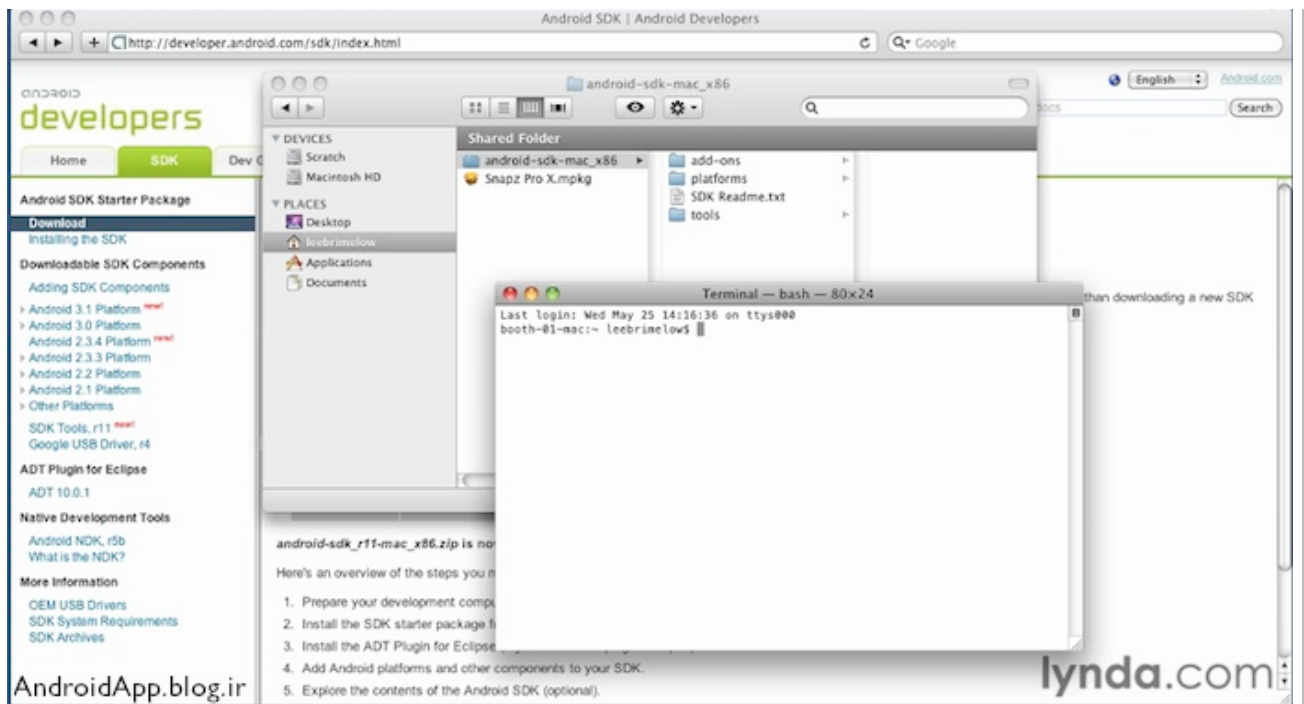 Android SDK | Android Developers
http://developer.android.com/sdk/index.html
Google
ANDROID
developers
English
Android.com
docs
Search
Home
SDK
Dev
android-sdk-mac_x86
DEVICES
Scratch
Macintosh HD
PLACES
Desktop
leebrimelow
Applications
Documents
Shared Folder
android-sdk-mac_x86
Snapz Pro X.mpkg
add-ons
platforms
SDK Readme.txt
tools
Android SDK Starter Package
Download
Installing the SDK
Downloadable SDK Components
Adding SDK Components
Android 3.1 Platform new!
Android 3.0 Platform
Android 2.3.4 Platform new!
Android 2.3.3 Platform
Android 2.2 Platform
Android 2.1 Platform
Other Platforms
SDK Tools, r11 new!
Google USB Driver, r4
ADT Plugin for Eclipse
ADT 10.0.1
Native Development Tools
Android NDK, r5b
What is the NDK?
More Information
OEM USB Drivers
SDK System Requirements
SDK Archives
Terminal — bash — 80×24
Last login: Wed May 25 14:16:36 on ttys000
booth-01-mac:~ leebrimelow$
than downloading a new SDK
android-sdk_r11-mac_x86.zip is
Here's an overview of the steps you
1. Prepare your development
2. Install the SDK starter package
3. Install the ADT Plugin for Eclipse
4. Add Android platforms and other components to your SDK.
5. Explore the contents of the Android SDK (optional).
AndroidApp.blog.ir
lynda.com